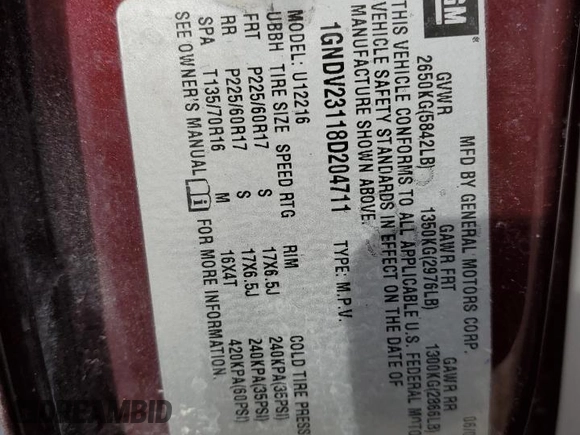 GM
MFD BY GENERAL MOTORS CORP.
GVWR GAWR FRT GAWR RR
2650KG(5842LB) 1350KG(2976LB) 1300KG(2866LB)
THIS VEHICLE CONFORMS TO ALL APPLICABLE U.S. FEDERAL MOTO
VEHICLE SAFETY STANDARDS IN EFFECT ON THE DATE OF
MANUFACTURE SHOWN ABOVE.
1GNDV23118D204711 TYPE: M.P.V.
MODEL: U12216
UBBH TIRE SIZE SPEED RTG RIM COLD TIRE PRESS
FRT P225/60R17 S 17X6.5J 240KPA(35PSI)
RR P225/60R17 S 17X6.5J 240KPA(35PSI)
SPA T135/70R16 M 16X4T 420KPA(60PSI)
SEE OWNER'S MANUAL i FOR MORE INFORMATION.